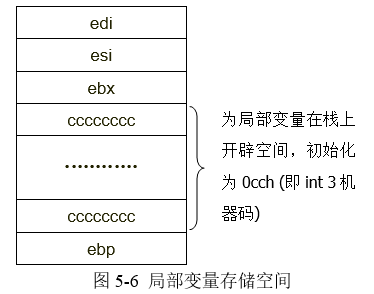 edi
esi
ebx
cccccccc
............
cccccccc
ebp
为局部变量在栈上
开辟空间，初始化
为 0cch (即 int 3 机
器码)
图 5-6 局部变量存储空间